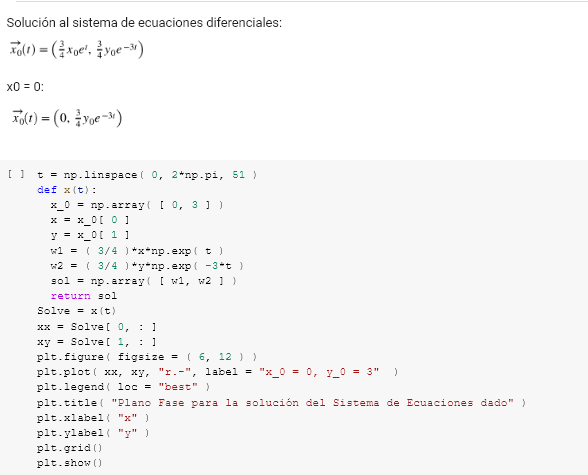 Solución al sistema de ecuaciones diferenciales:
$\overrightarrow{x_0}(t) = \left(\frac{3}{4}x_0e^{t}, \frac{3}{4}y_0e^{-3t}\right)$
x0 = 0:
$\overrightarrow{x_0}(t) = \left(0, \frac{3}{4}y_0e^{-3t}\right)$
[ ] t = np.linspace( 0, 2*np.pi, 51 )
def x(t):
  x_0 = np.array( [ 0, 3 ] )
  x = x_0[ 0 ]
  y = x_0[ 1 ]
  w1 = ( 3/4 )*x*np.exp( t )
  w2 = ( 3/4 )*y*np.exp( -3*t )
  sol = np.array( [ w1, w2 ] )
  return sol
Solve = x(t)
xx = Solve[ 0, : ]
xy = Solve[ 1, : ]
plt.figure( figsize = ( 6, 12 ) )
plt.plot( xx, xy, "r.-", label = "x_0 = 0, y_0 = 3"  )
plt.legend( loc = "best" )
plt.title( "Plano Fase para la solución del Sistema de Ecuaciones dado" )
plt.xlabel( "x" )
plt.ylabel( "y" )
plt.grid()
plt.show()